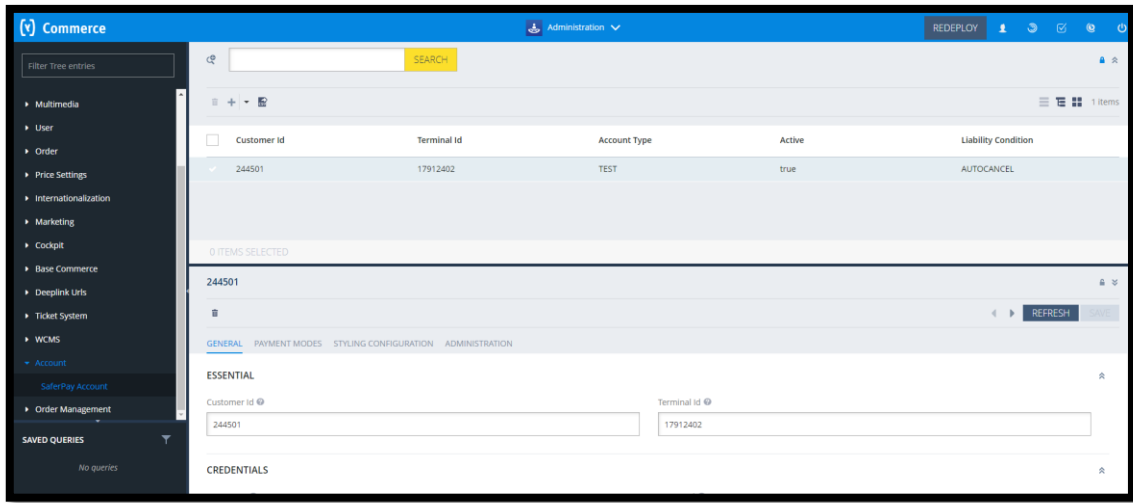 (y) Commerce
Administration
REDEPLOY
Filter Tree entries
Multimedia
User
Order
Price Settings
Internationalization
Marketing
Cockpit
Base Commerce
Deeplink Urls
Ticket System
WCMS
Account
SaferPay Account
Order Management
SAVED QUERIES
No queries
SEARCH
1 items
Customer Id Terminal Id Account Type Active Liability Condition
244501 17912402 TEST true AUTOCANCEL
0 ITEMS SELECTED
244501
REFRESH SAVE
GENERAL PAYMENT MODES STYLING CONFIGURATION ADMINISTRATION
ESSENTIAL
Customer Id Terminal Id
244501 17912402
CREDENTIALS